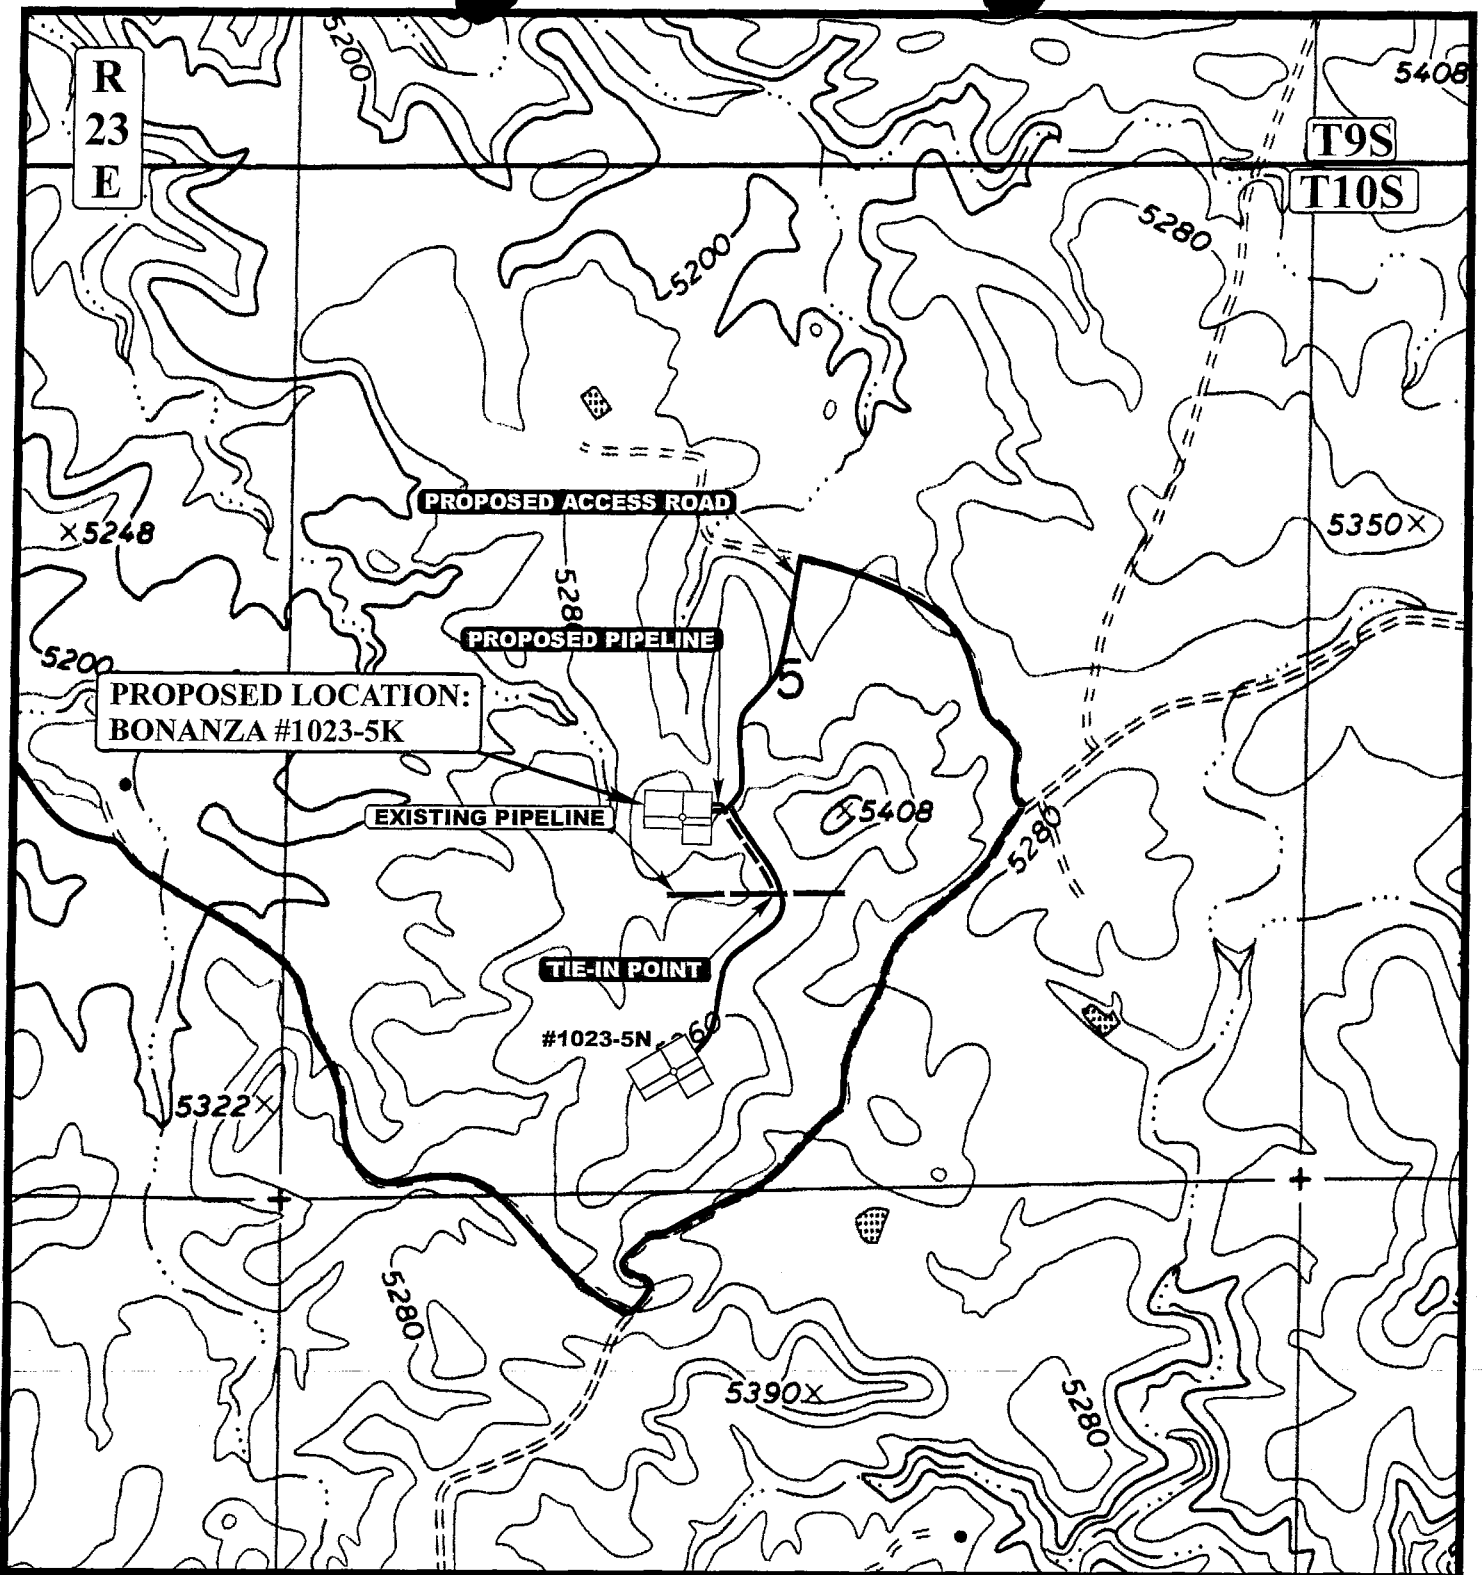 5200
5408
R
23
E
T9S
T10S
5280
5200
PROPOSED ACCESS ROAD
5350
5248
5280
PROPOSED PIPELINE
5200
5
PROPOSED LOCATION:
BONANZA #1023-5K
EXISTING PIPELINE
5408
5280
TIE-IN POINT
#1023-5N
5322
5280
5390
5280